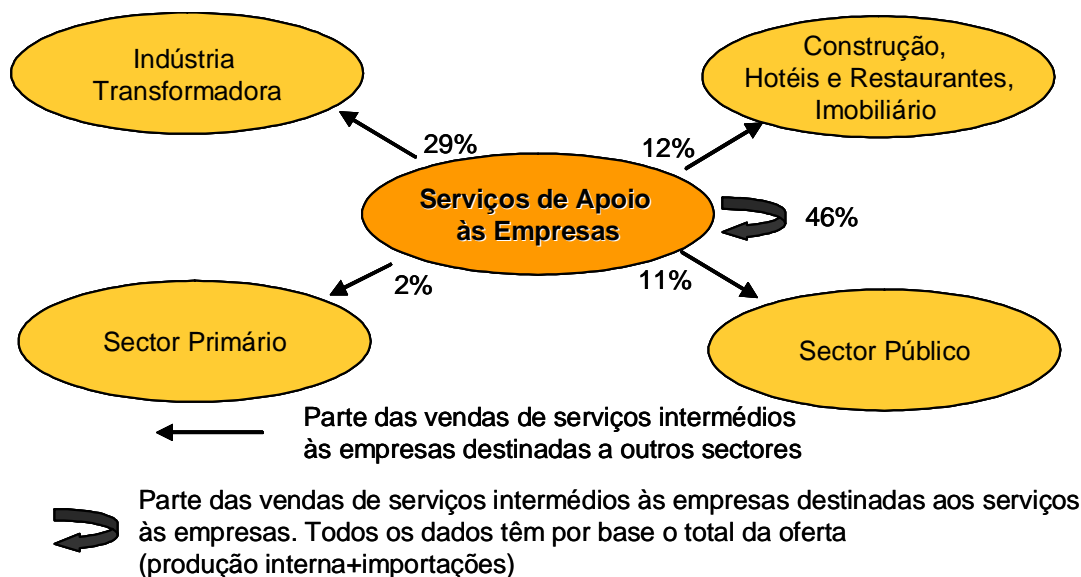 Indústria
Transformadora
Construção,
Hotéis e Restaurantes,
Imobiliário
29%
12%
Serviços de Apoio
às Empresas
46%
2%
11%
Sector Primário
Sector Público
Parte das vendas de serviços intermédios
às empresas destinadas a outros sectores
Parte das vendas de serviços intermédios às empresas destinadas aos serviços
às empresas. Todos os dados têm por base o total da oferta
(produção interna+importações)